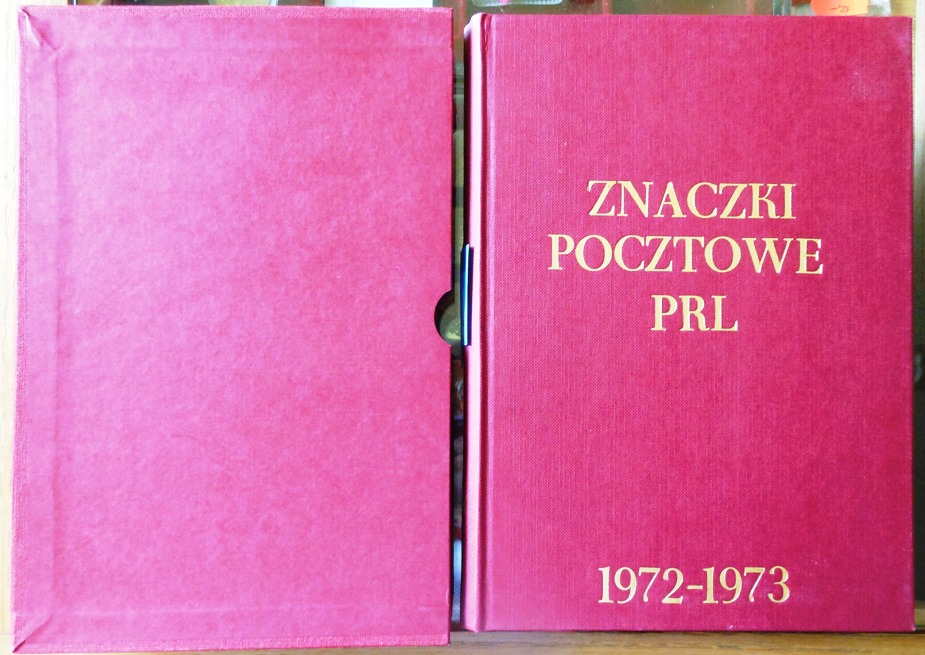 ZNACZKI
POCZTOWE
PRL
1972-1973